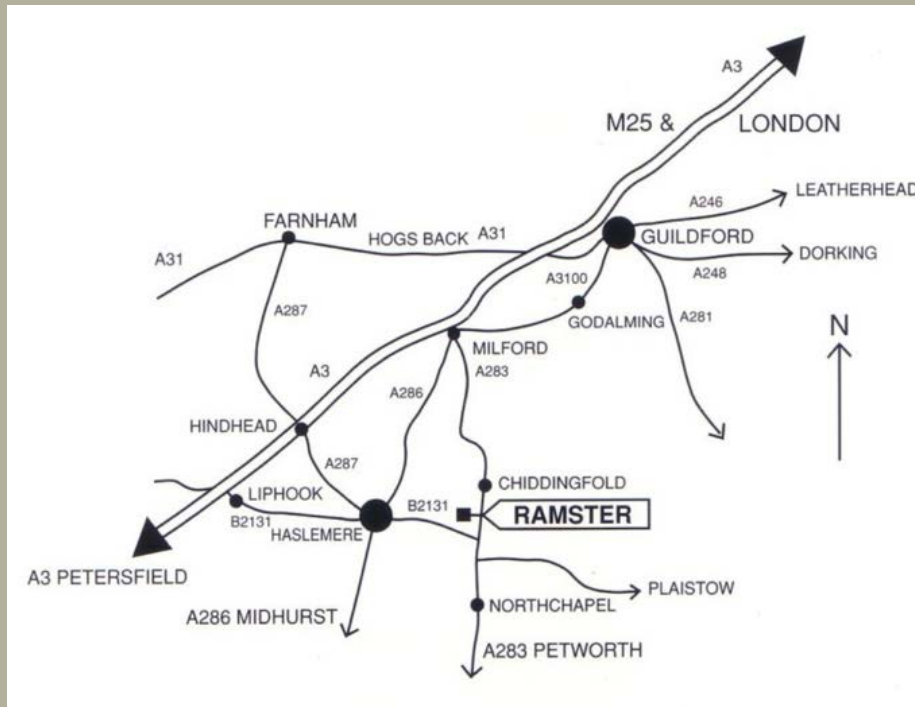 A3
M25 & LONDON
A246 LEATHERHEAD
FARNHAM
HOGS BACK A31
GUILDFORD
A31
A248
DORKING
A3100
A287
GODALMING
A281
N
MILFORD
A3
A286
A283
HINDHEAD
A287
CHIDDINGFOLD
LIPHOOK
B2131
B2131
RAMSTER
HASLEMERE
A3 PETERSFIELD
PLAISTOW
A286 MIDHURST
NORTHCHAPEL
A283 PETWORTH